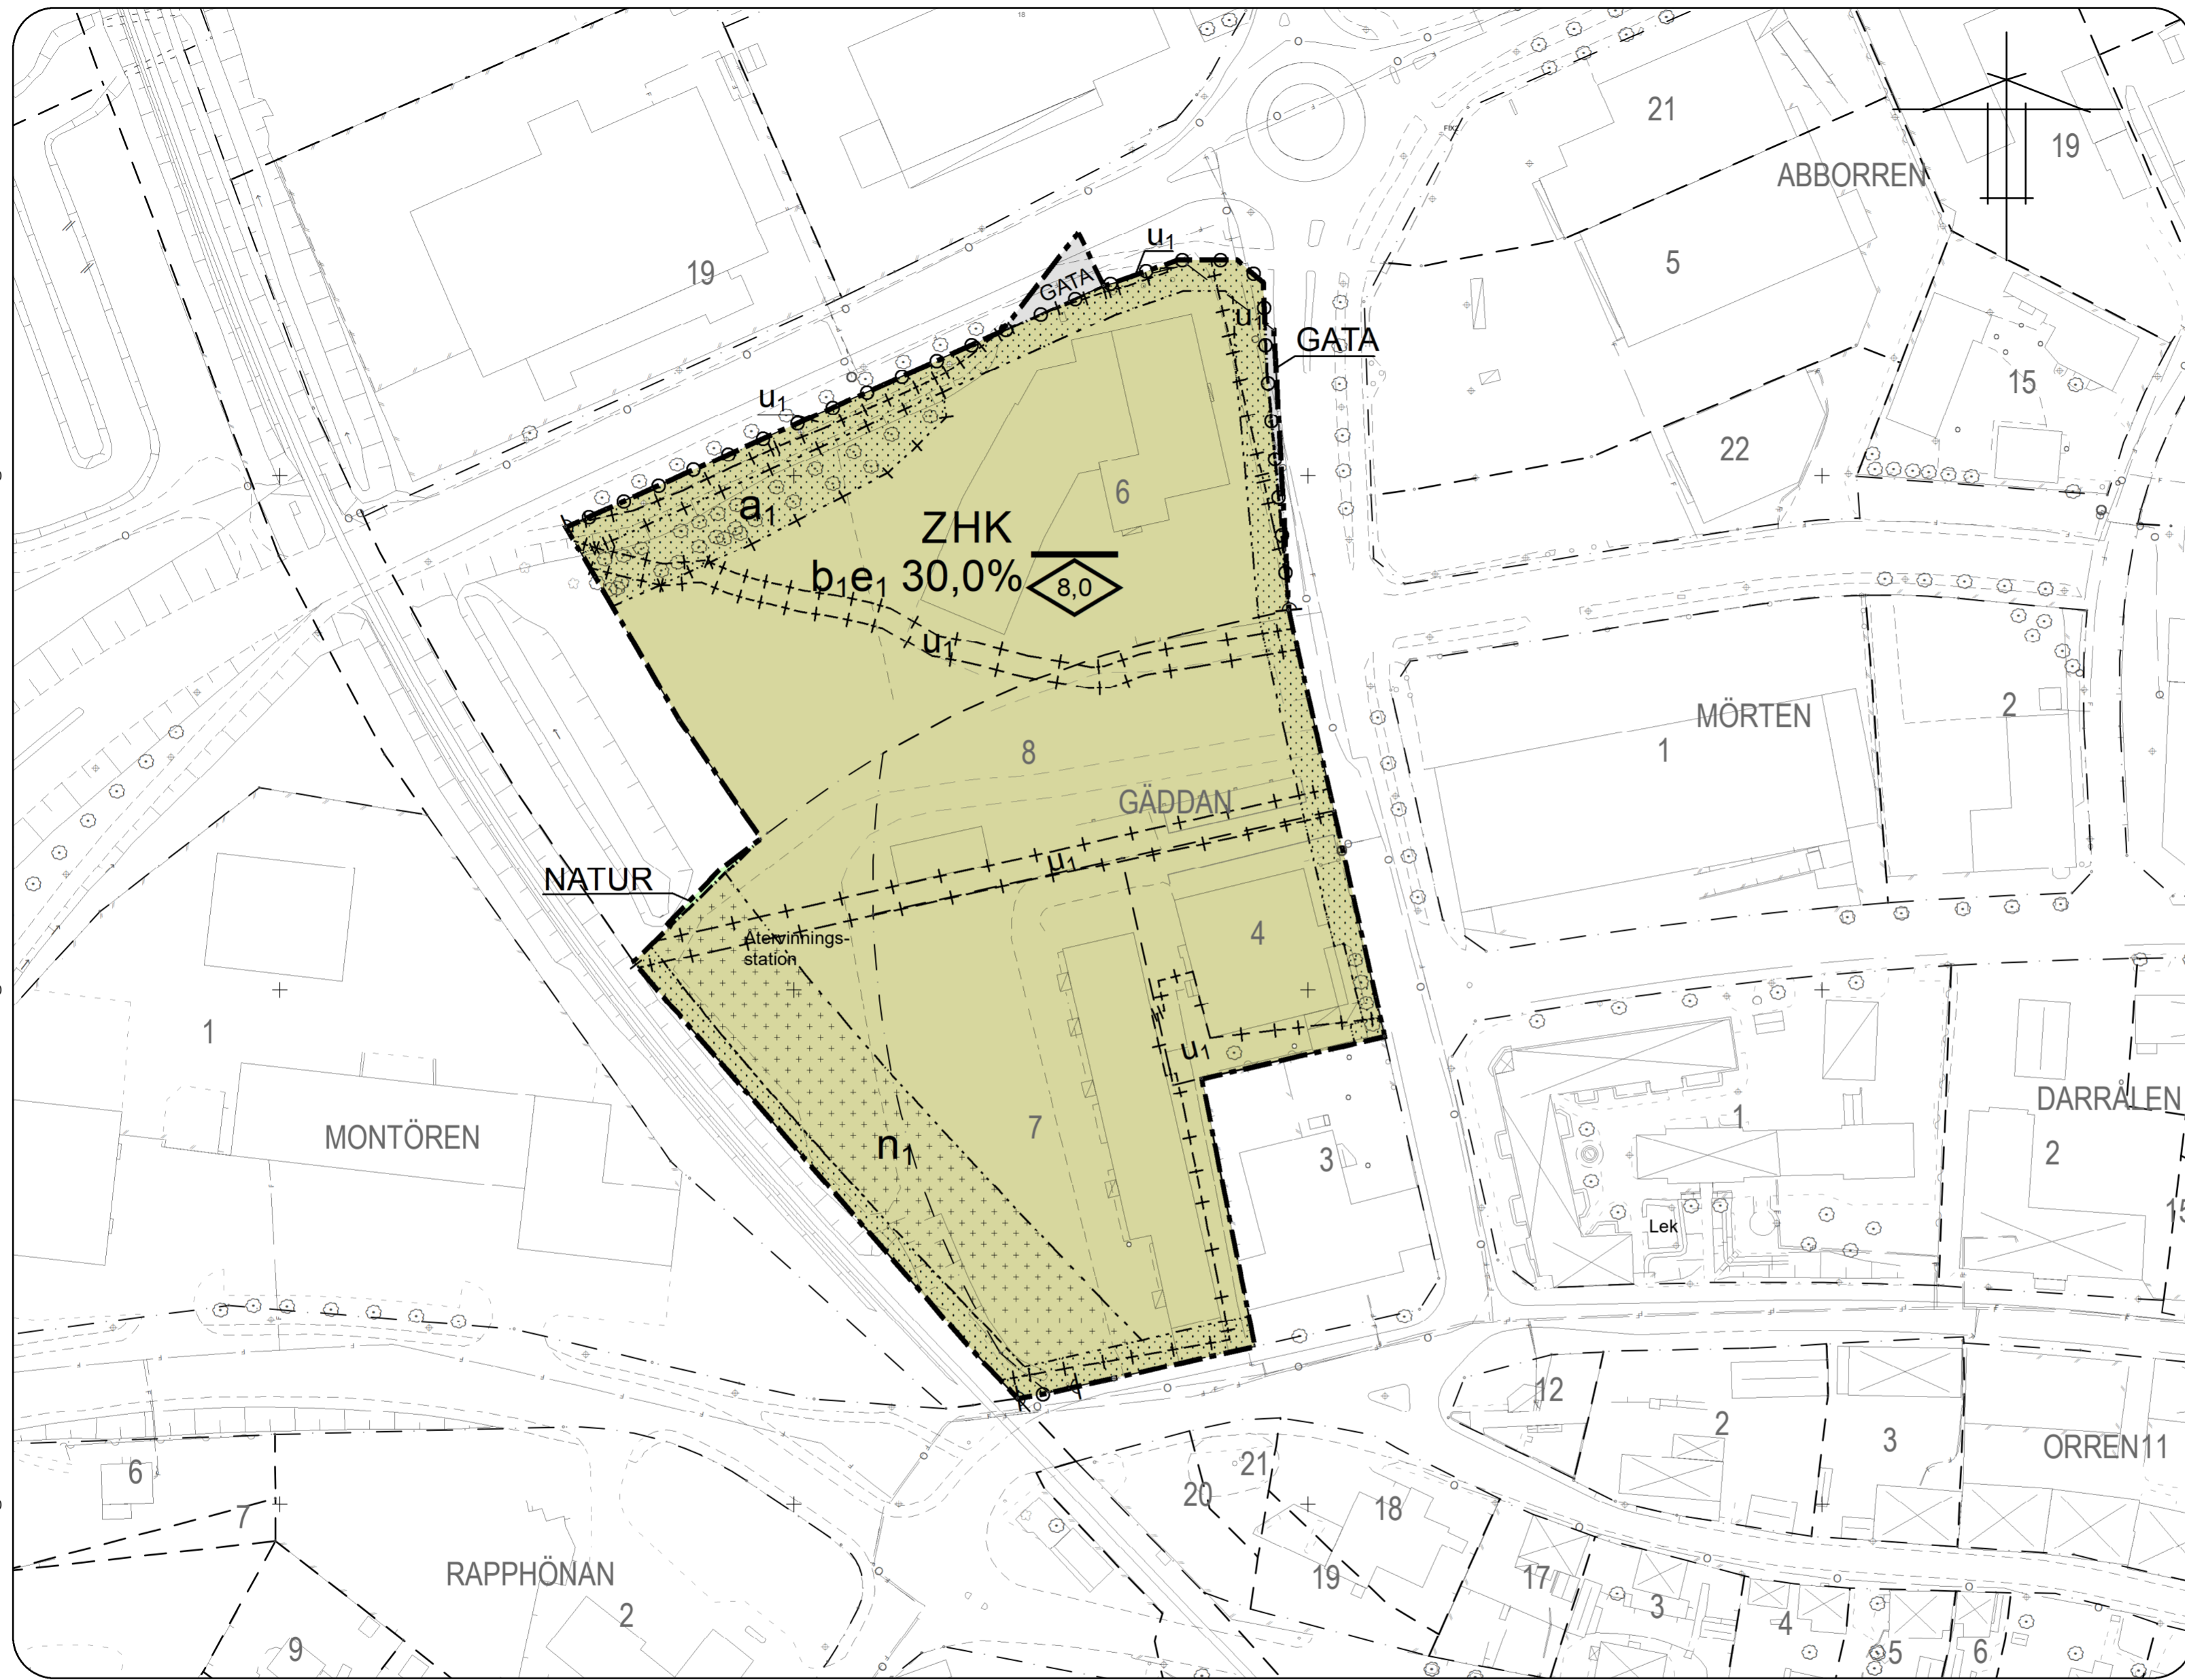 18
21
ABBORREN
19
FIX2
5
19
u1
GATA
u1
GATA
15
u1
22
a1
6
ZHK
b1e1 30,0%
8,0
u1
MÖRTEN
2
1
8
GÄDDAN
u1
NATUR
4
Återvinnings-
station
1
u1
MONTÖREN
7
n1
3
1
DARRÅLEN
2
15
Lek
12
2
3
ORREN11
6
7
21
20
18
RAPPHÖNAN
2
19
17
3
4
5
6
9